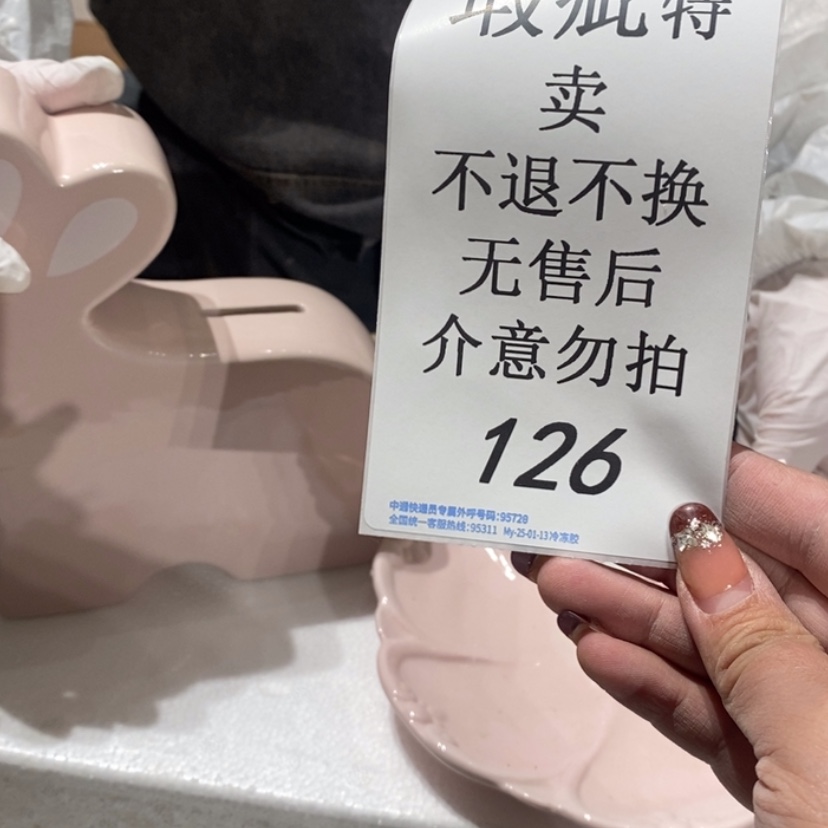 瑕疵特
卖
不退不换
无售后
介意勿拍
126
中通快递员专属外呼号码:95720
全国统一客服热线:95311 My-25-01-13冷冻胶